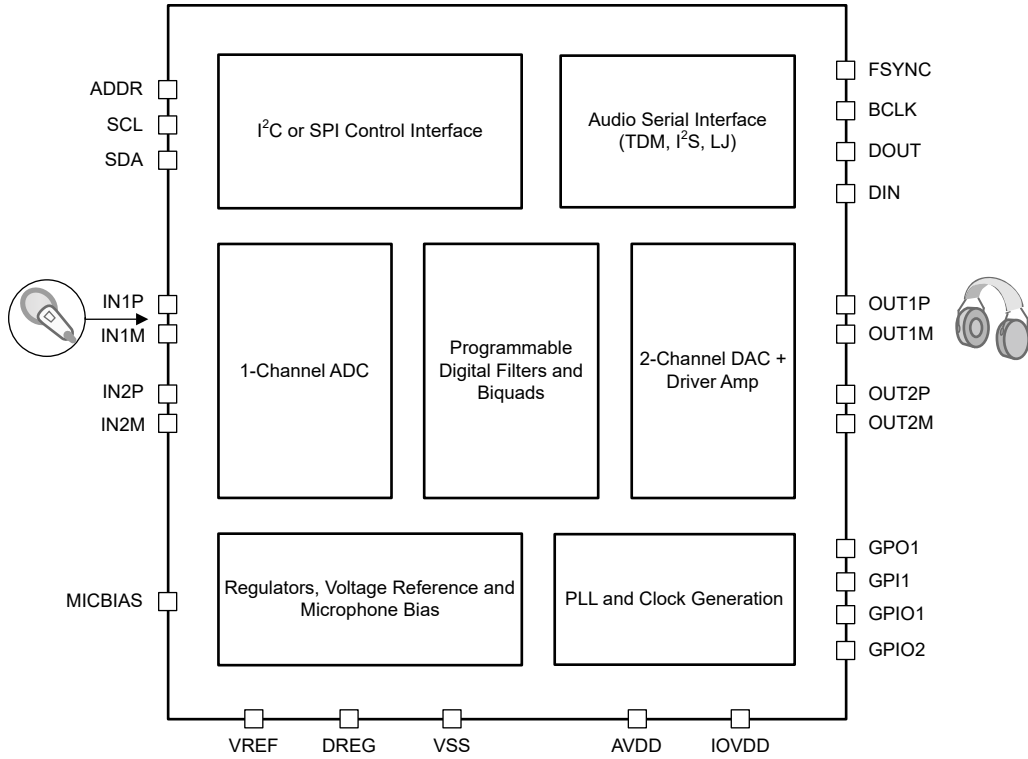 ADDR
SCL
SDA
I²C or SPI Control Interface
Audio Serial Interface
(TDM, I²S, LJ)
FSYNC
BCLK
DOUT
DIN
IN1P
IN1M
IN2P
IN2M
1-Channel ADC
Programmable
Digital Filters and
Biquads
2-Channel DAC +
Driver Amp
OUT1P
OUT1M
OUT2P
OUT2M
MICBIAS
Regulators, Voltage Reference and
Microphone Bias
PLL and Clock Generation
GPO1
GPI1
GPIO1
GPIO2
VREF
DREG
VSS
AVDD
IOVDD